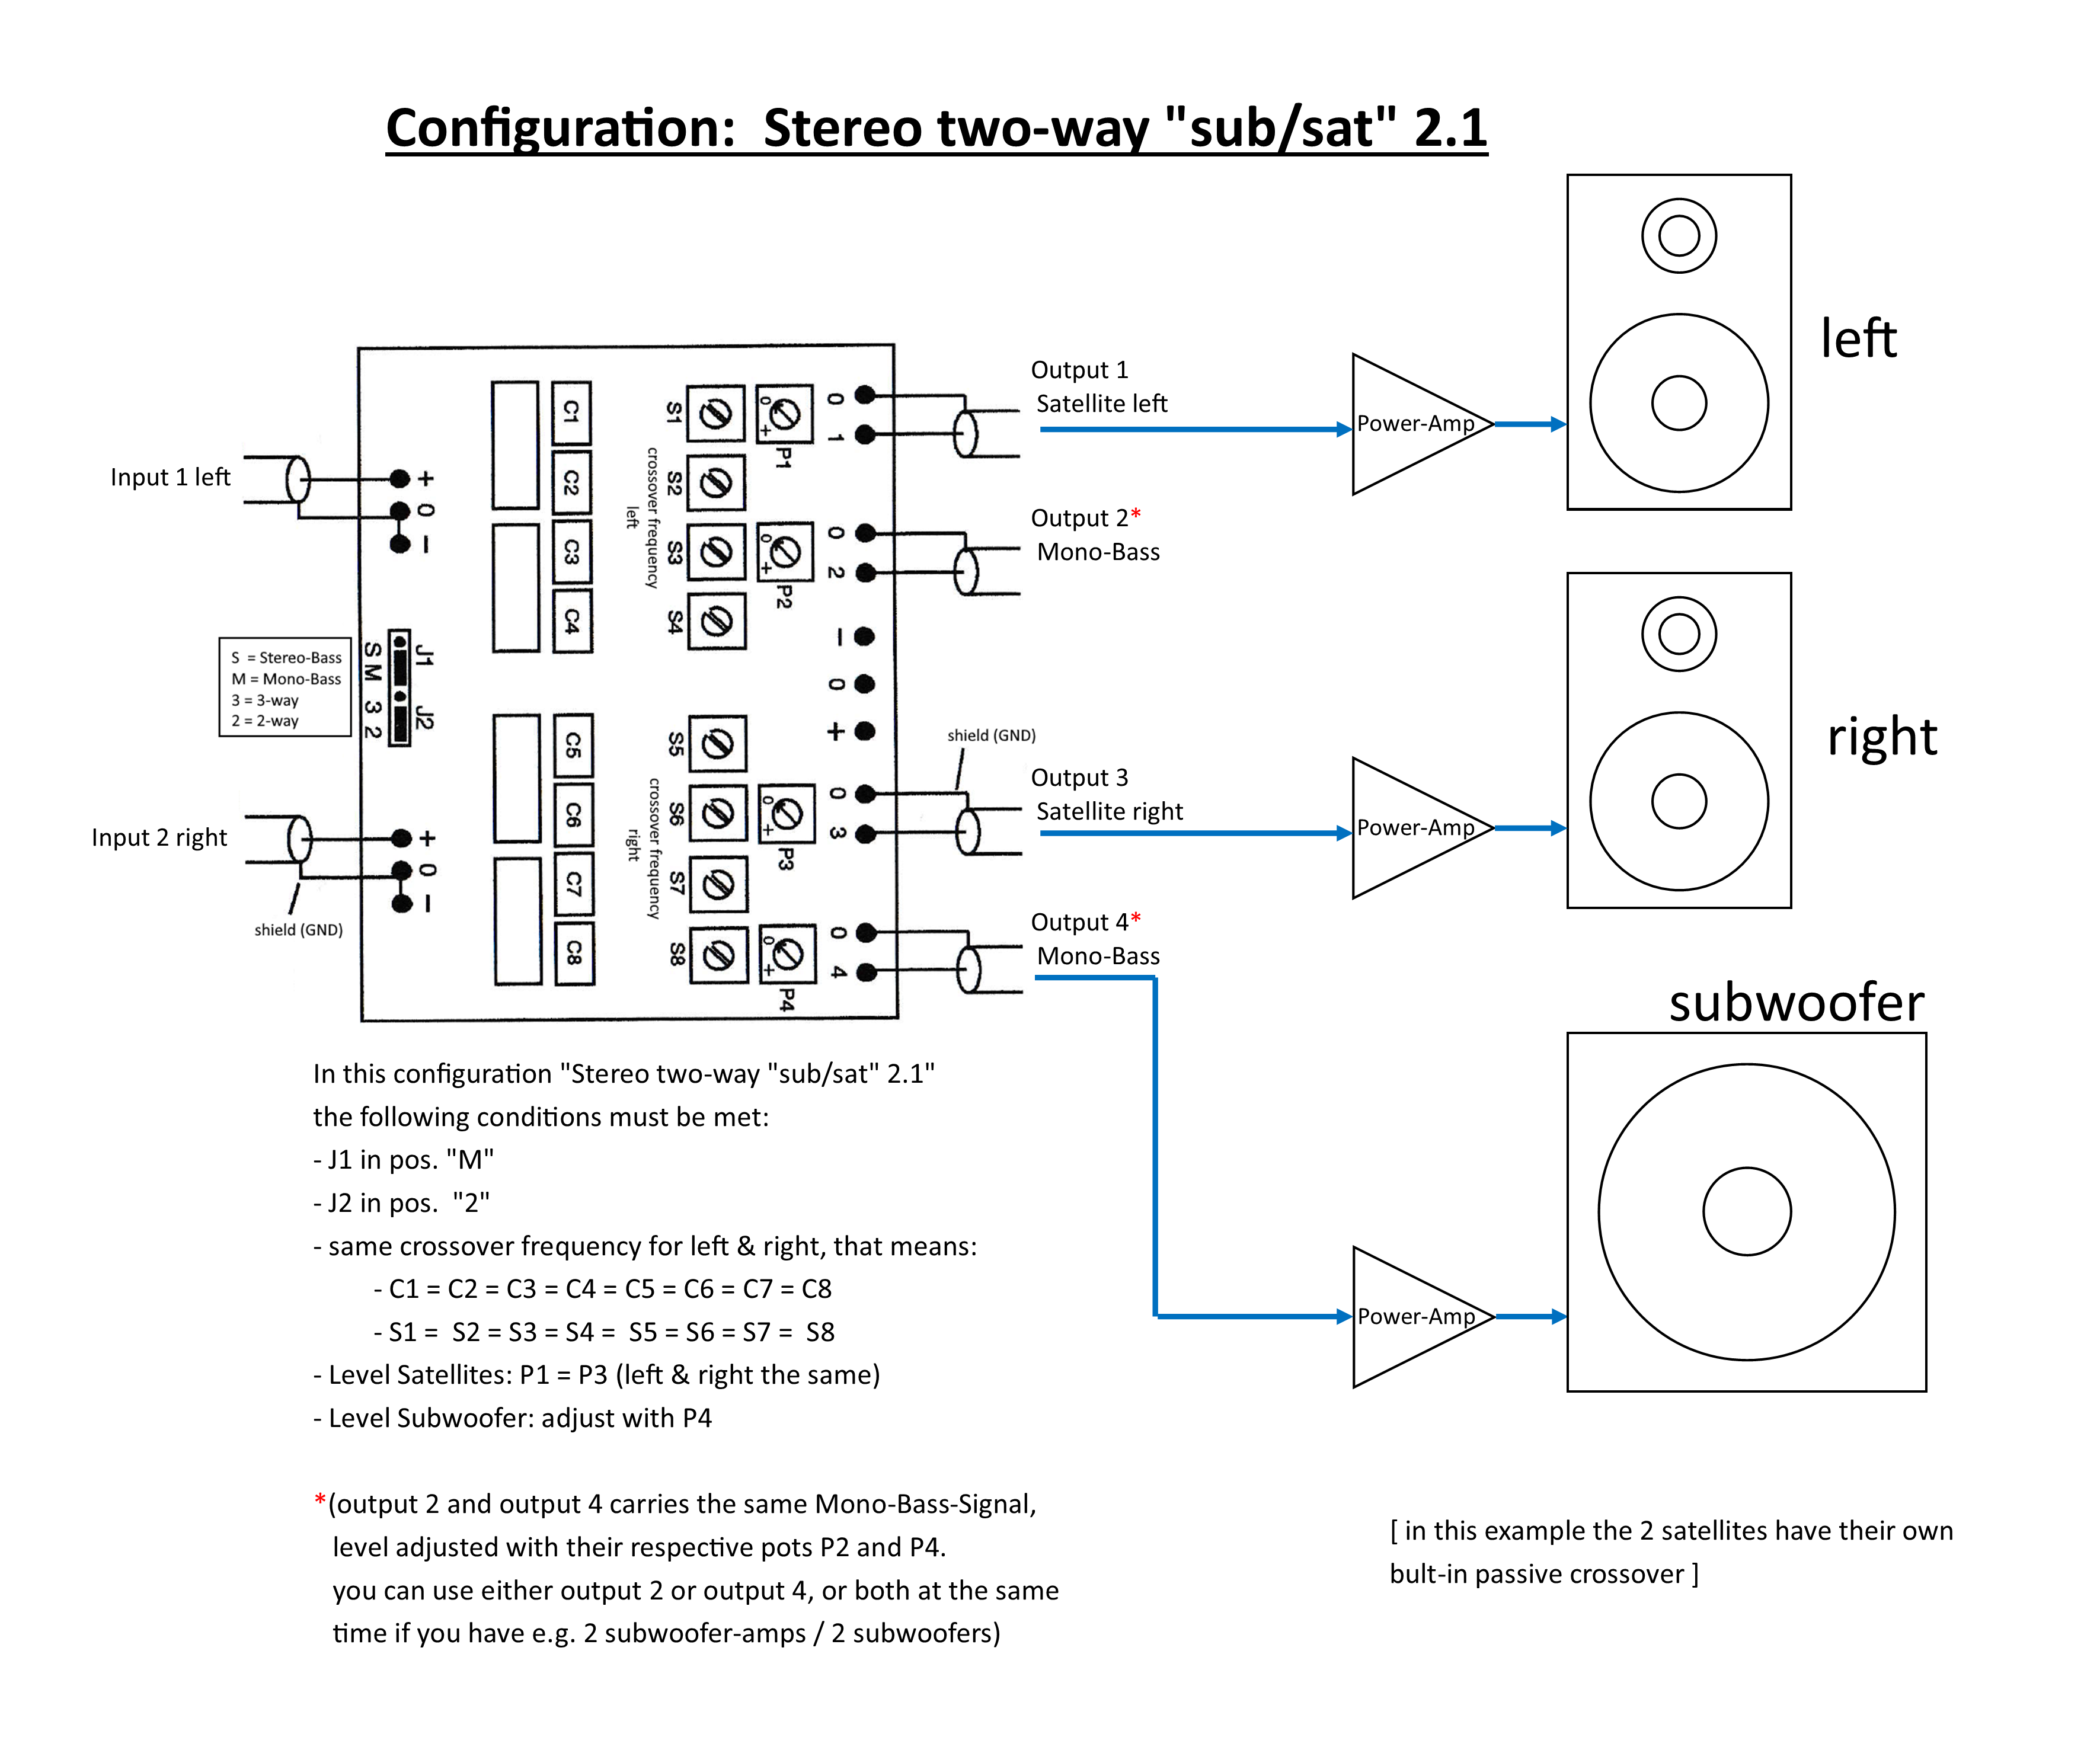 Configuration:  Stereo two-way "sub/sat" 2.1
left
Output 1
Satellite left
Power-Amp
Input 1 left
+
0
–
C1
C2
C3
C4
S1
S2
S3
S4
crossover frequency
left
P1
0
+
P2
0
+
0
1
0
2
–
0
+
Output 2*
Mono-Bass
S = Stereo-Bass
M = Mono-Bass
3 = 3-way
2 = 2-way
S M 3 2
J1
J2
right
shield (GND)
Output 3
Satellite right
Power-Amp
Input 2 right
+
0
–
shield (GND)
C5
C6
C7
C8
S5
S6
S7
S8
crossover frequency
right
P3
0
+
P4
0
+
0
3
0
4
Output 4*
Mono-Bass
subwoofer
Power-Amp
In this configuration "Stereo two-way "sub/sat" 2.1"
the following conditions must be met:
- J1 in pos. "M"
- J2 in pos.  "2"
- same crossover frequency for left & right, that means:
- C1 = C2 = C3 = C4 = C5 = C6 = C7 = C8
- S1 =  S2 = S3 = S4 =  S5 = S6 = S7 =  S8
- Level Satellites: P1 = P3 (left & right the same)
- Level Subwoofer: adjust with P4
*(output 2 and output 4 carries the same Mono-Bass-Signal,
level adjusted with their respective pots P2 and P4.
you can use either output 2 or output 4, or both at the same
time if you have e.g. 2 subwoofer-amps / 2 subwoofers)
[ in this example the 2 satellites have their own
bult-in passive crossover ]